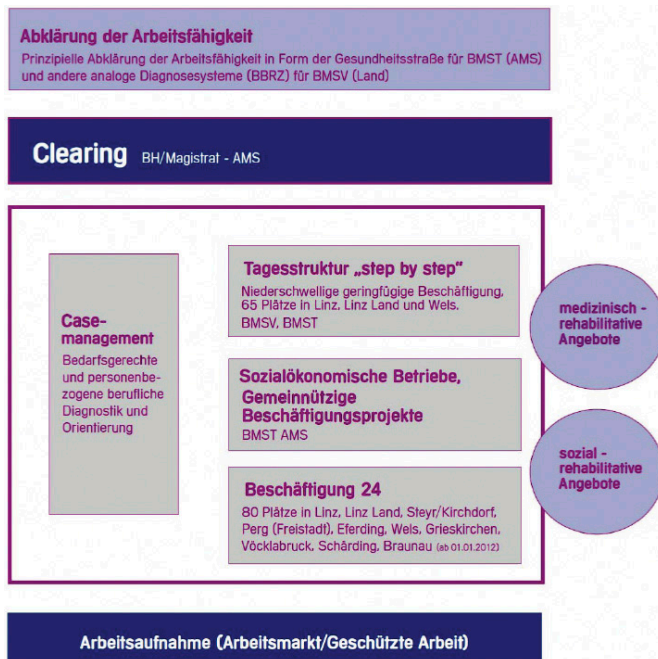 Abklärung der Arbeitsfähigkeit
Prinzipielle Abklärung der Arbeitsfähigkeit in Form der Gesundheitsstraße für BMST (AMS)
und andere analoge Diagnosesysteme (BBRZ) für BMSV (Land)
Clearing BH/Magistrat - AMS
Case-
management
Bedarfsgerechte
und personenbe-
zogene berufliche
Diagnostik und
Orientierung
Tagesstruktur „step by step"
Niederschwellige geringfügige Beschäftigung,
65 Plätze in Linz, Linz Land und Wels.
BMSV, BMST
Sozialökonomische Betriebe,
Gemeinnützige
Beschäftigungsprojekte
BMST AMS
Beschäftigung 24
80 Plätze in Linz, Linz Land, Steyr/Kirchdorf,
Perg (Freistadt), Eferding, Wels, Grieskirchen,
Vöcklabruck, Schärding, Braunau (ab 01.01.2012)
medizinisch -
rehabilitative
Angebote
sozial -
rehabilitative
Angebote
Arbeitsaufnahme (Arbeitsmarkt/Geschützte Arbeit)